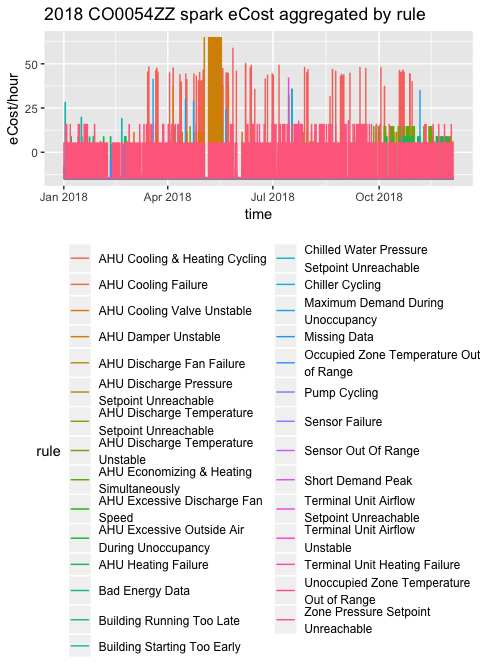 2018 CO0054ZZ spark eCost aggregated by rule
eCost/hour
50
25
0
Jan 2018
Apr 2018
Jul 2018
Oct 2018
time
rule
AHU Cooling & Heating Cycling
AHU Cooling Failure
AHU Cooling Valve Unstable
AHU Damper Unstable
AHU Discharge Fan Failure
AHU Discharge Pressure
Setpoint Unreachable
AHU Discharge Temperature
Setpoint Unreachable
AHU Discharge Temperature
Unstable
AHU Economizing & Heating
Simultaneously
AHU Excessive Discharge Fan
Speed
AHU Excessive Outside Air
During Unoccupancy
AHU Heating Failure
Bad Energy Data
Building Running Too Late
Building Starting Too Early
Chilled Water Pressure
Setpoint Unreachable
Chiller Cycling
Maximum Demand During
Unoccupancy
Missing Data
Occupied Zone Temperature Out
of Range
Pump Cycling
Sensor Failure
Sensor Out Of Range
Short Demand Peak
Terminal Unit Airflow
Setpoint Unreachable
Terminal Unit Airflow
Unstable
Terminal Unit Heating Failure
Unoccupied Zone Temperature
Out of Range
Zone Pressure Setpoint
Unreachable